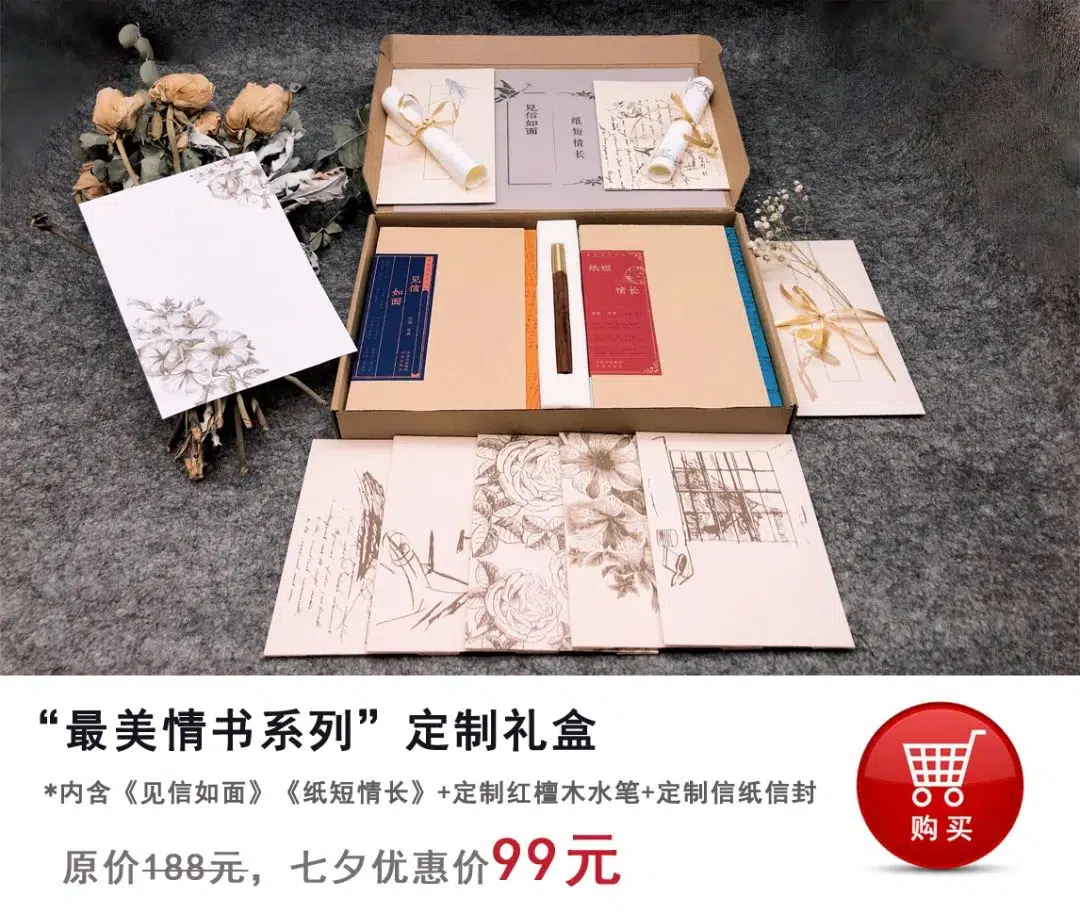 见信如面
纸短情长
见信
如面
纸短
情长
“最美情书系列”定制礼盒
*内含《见信如面》《纸短情长》+定制红檀木水笔+定制信纸信封
原价188元，七夕优惠价99元
购买